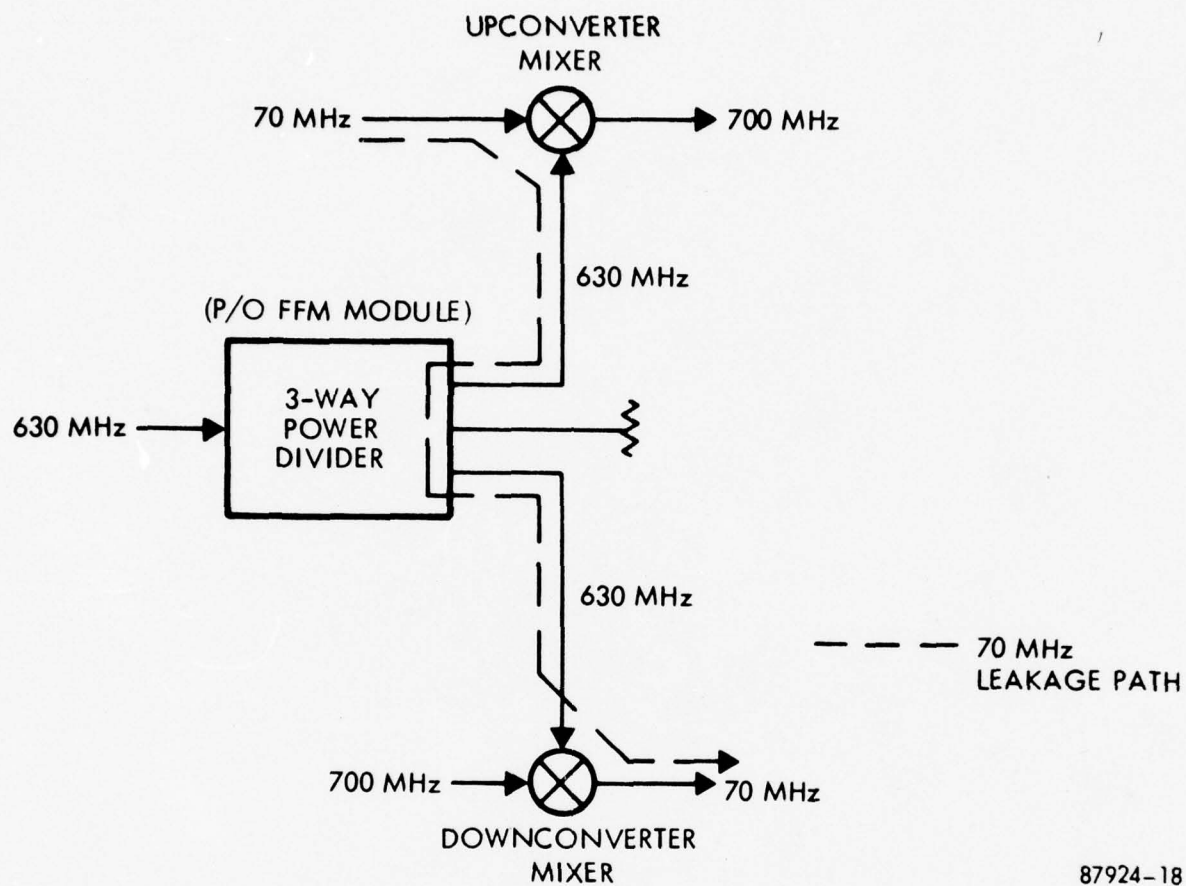 UPCONVERTER
MIXER
70 MHz
700 MHz
630 MHz
(P/O FFM MODULE)
3-WAY
POWER
DIVIDER
630 MHz
630 MHz
70 MHz
LEAKAGE PATH
700 MHz
70 MHz
DOWNCONVERTER
MIXER
87924-18